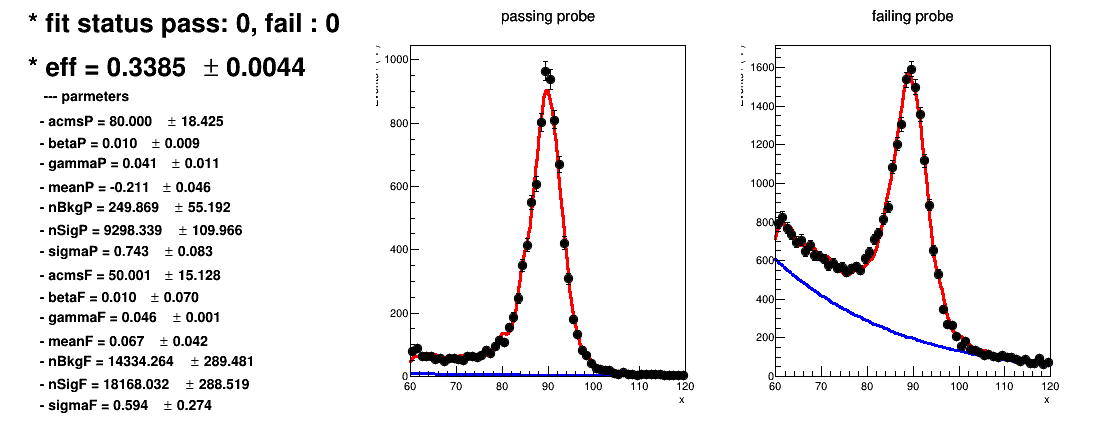 * fit status pass: 0, fail : 0
* eff = 0.3385 ± 0.0044
--- parmeters
- acmsP = 80.000 ± 18.425
- betaP = 0.010 ± 0.009
- gammaP = 0.041 ± 0.011
- meanP = -0.211 ± 0.046
- nBkgP = 249.869 ± 55.192
- nSigP = 9298.339 ± 109.966
- sigmaP = 0.743 ± 0.083
- acmsF = 50.001 ± 15.128
- betaF = 0.010 ± 0.070
- gammaF = 0.046 ± 0.001
- meanF = 0.067 ± 0.042
- nBkgF = 14334.264 ± 289.481
- nSigF = 18168.032 ± 288.519
- sigmaF = 0.594 ± 0.274
passing probe
1000
800
600
400
200
0
60 70 80 90 100 110 120
x
failing probe
1600
1400
1200
1000
800
600
400
200
0
60 70 80 90 100 110 120
x